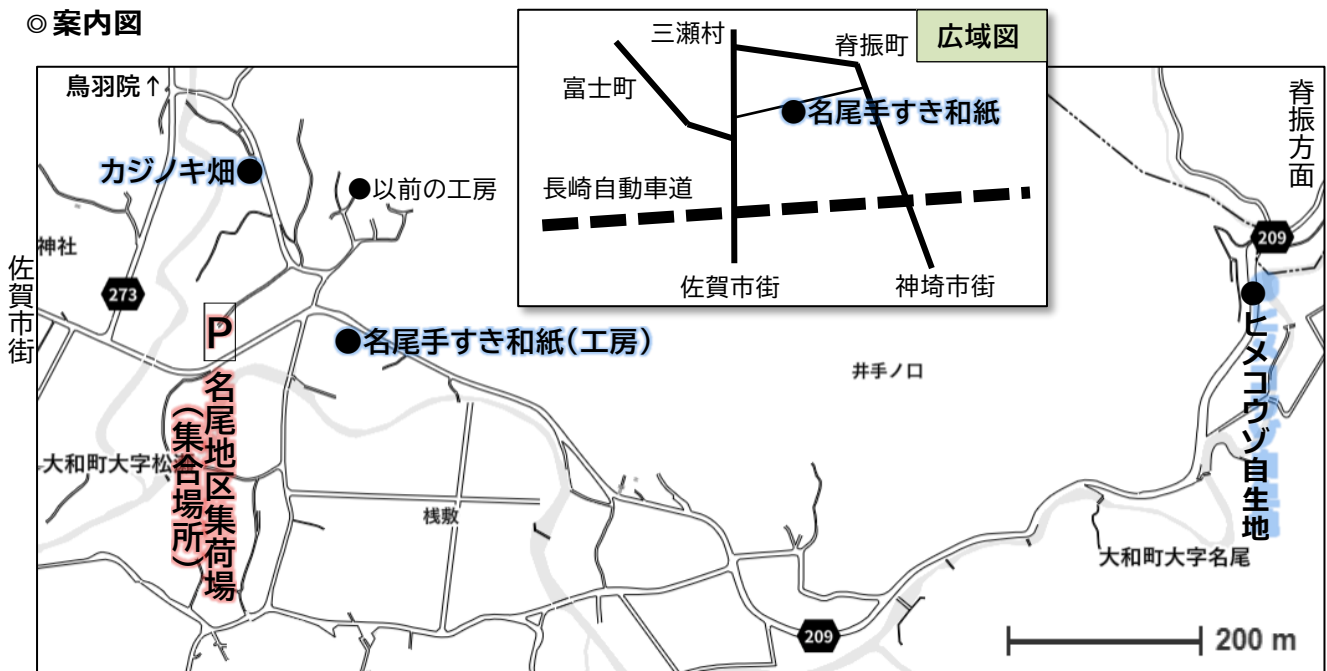 ◎案内図
広域図
三瀬村
脊振町
富士町
●名尾手すき和紙
長崎自動車道
佐賀市街
神埼市街
鳥羽院↑
カジノキ畑●
●以前の工房
脊振方面
神社
佐賀市街
273
209
P
名尾地区集荷場
（集合場所）
●名尾手すき和紙（工房）
井手ノ口
●ヒメコウゾ自生地
大和町大字松瀬
桟敷
大和町大字名尾
209
200 m